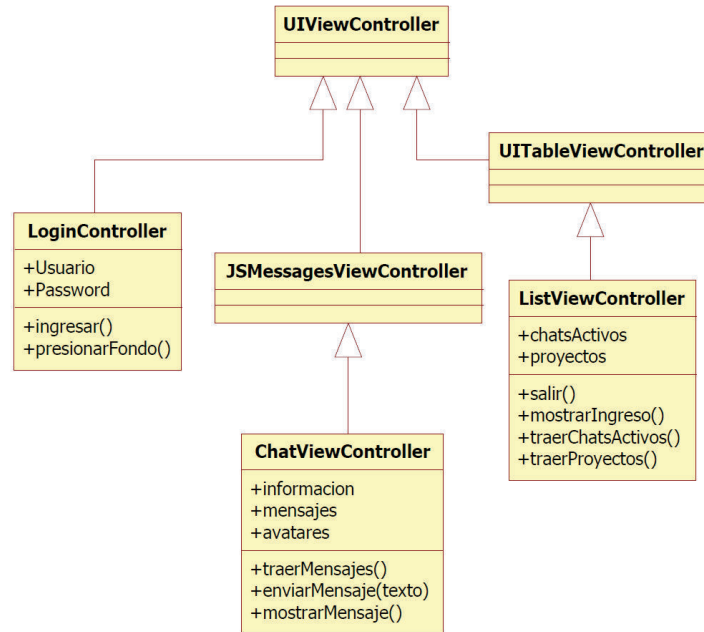 UIViewController
UITableViewController
LoginController
+Usuario
+Password
+ingresar()
+presionarFondo()
JSMessagesViewController
ListViewController
+chatsActivos
+proyectos
+salir()
+mostrarIngreso()
+traerChatsActivos()
+traerProyectos()
ChatViewController
+informacion
+mensajes
+avatares
+traerMensajes()
+enviarMensaje(texto)
+mostrarMensaje()